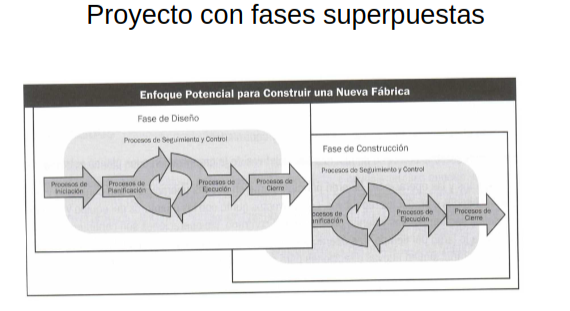 Proyecto con fases superpuestas
Enfoque Potencial para Construir una Nueva Fábrica
Fase de Diseño
Procesos de Seguimiento y Control
Procesos de
Iniciación
Procesos de
Planificación
Procesos de
Ejecución
Procesos de
Cierre
Fase de Construcción
Procesos de Seguimiento y Control
ocesos de
nificación
Procesos de
Ejecución
Procesos de
Cierre